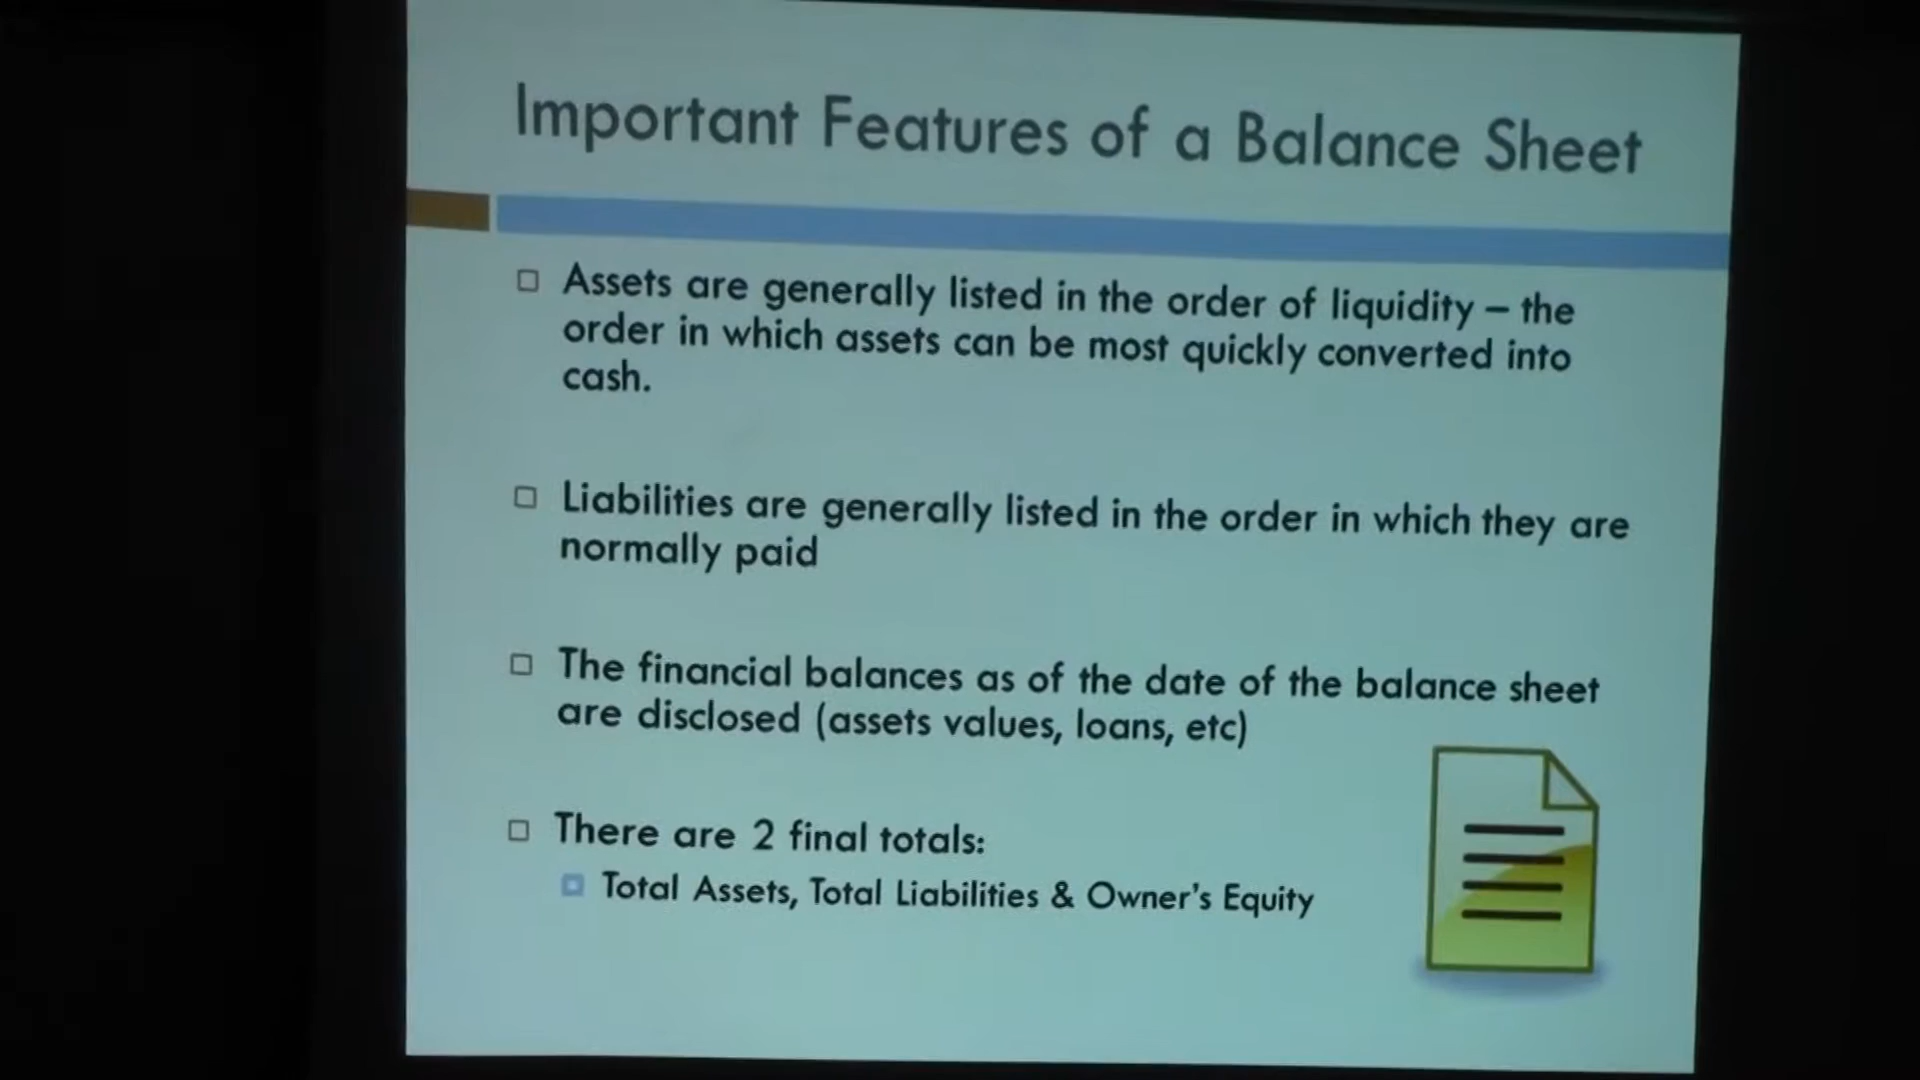 Important Features of a Balance Sheet
Assets are generally listed in the order of liquidity – the
order in which assets can be most quickly converted into
cash.
Liabilities are generally listed in the order in which they are
normally paid
The financial balances as of the date of the balance sheet
are disclosed (assets values, loans, etc)
There are 2 final totals:
Total Assets, Total Liabilities & Owner's Equity